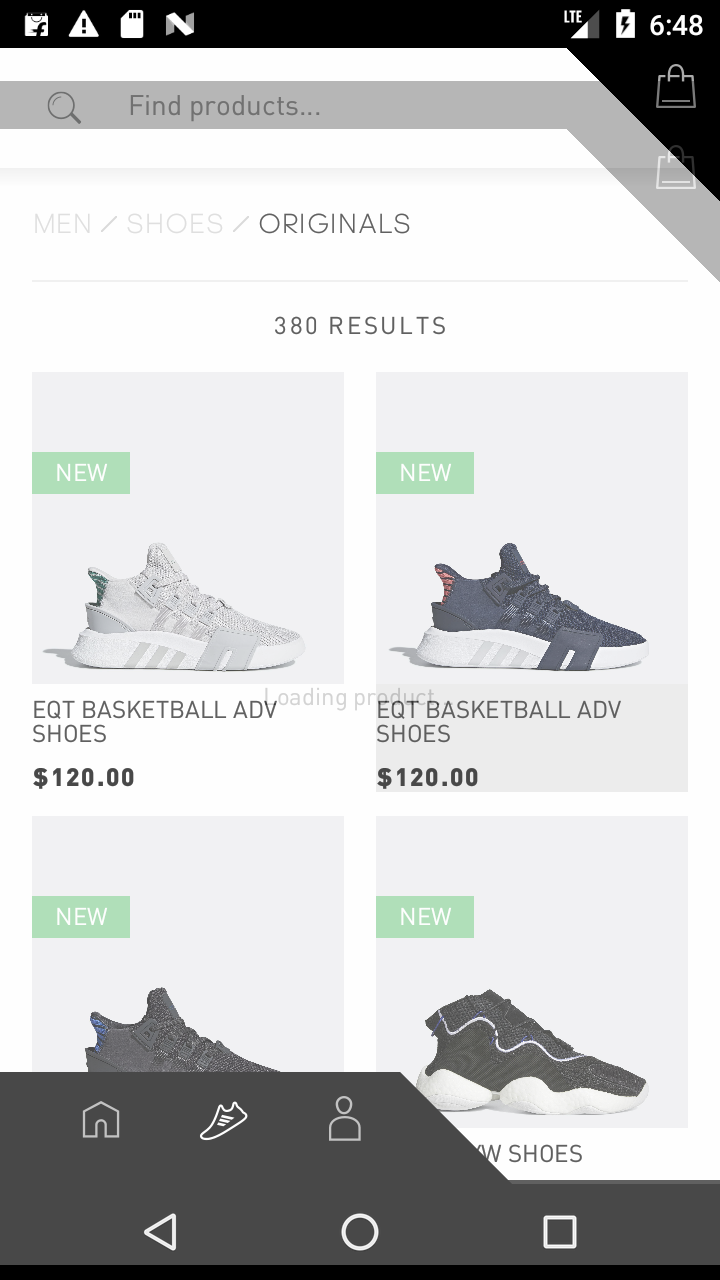 LTE 6:48
Find products...
MEN / SHOES / ORIGINALS
380 RESULTS
NEW
NEW
Loading product...
EQT BASKETBALL ADV
SHOES
$120.00
EQT BASKETBALL ADV
SHOES
$120.00
NEW
NEW
YW SHOES